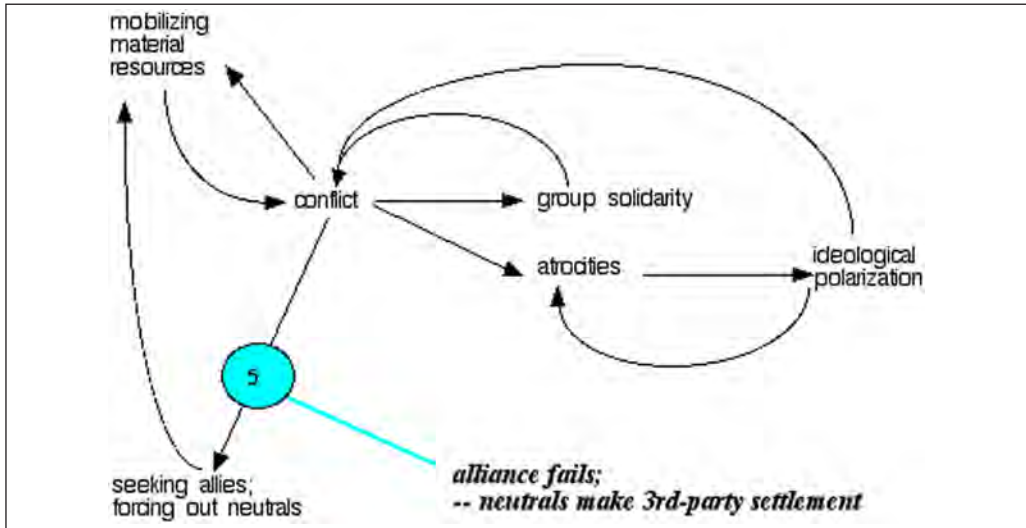 mobilizing
material
resources
conflict
group solidarity
atrocities
ideological
polarization
5
alliance fails;
-- neutrals make 3rd-party settlement
seeking allies;
forcing out neutrals